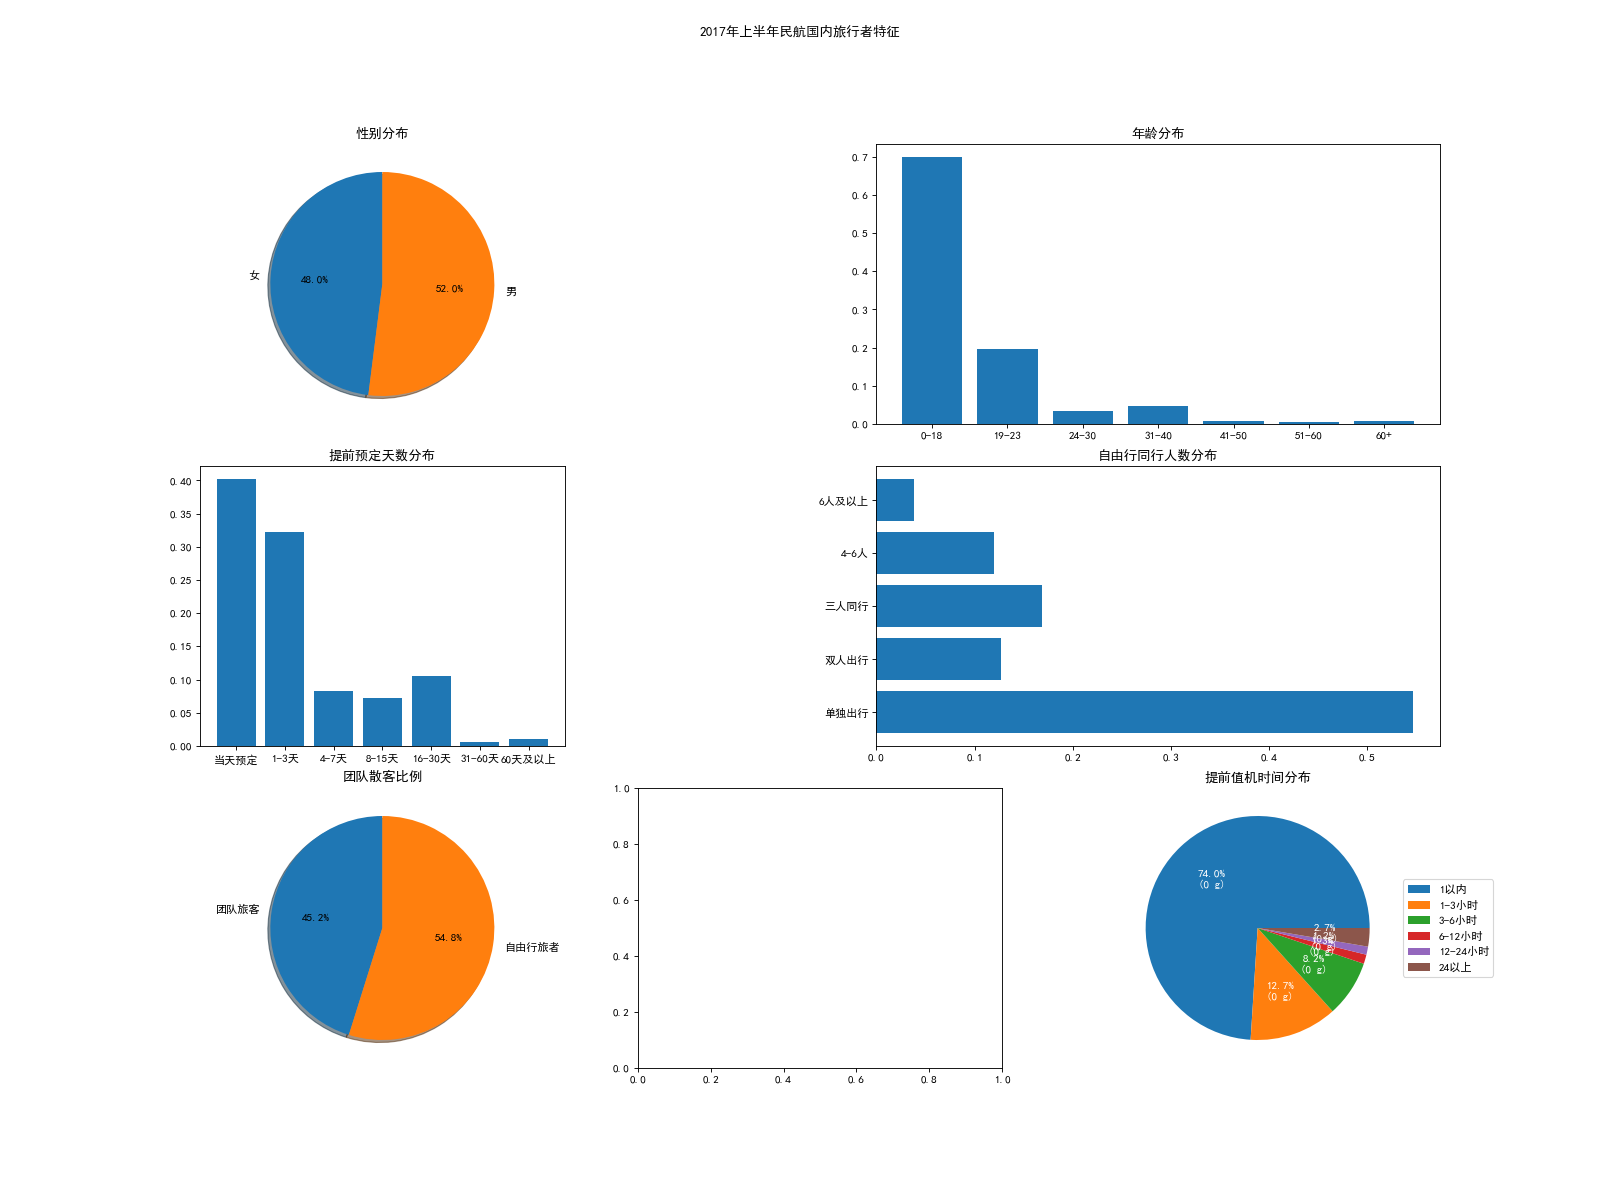 2017年上半年民航国内旅行者特征
性别分布
女
48.0%
52.0%
男
年龄分布
0.7
0.6
0.5
0.4
0.3
0.2
0.1
0.0
0-18 19-23 24-30 31-40 41-50 51-60 60+
提前预定天数分布
0.40
0.35
0.30
0.25
0.20
0.15
0.10
0.05
0.00
当天预定 1-3天 4-7天 8-15天 16-30天 31-60天 60天及以上
自由行同行人数分布
6人及以上
4-6人
三人同行
双人出行
单独出行
0.0 0.1 0.2 0.3 0.4 0.5
团队散客比例
团队旅客
45.2%
54.8%
自由行旅者
1.0
0.8
0.6
0.4
0.2
0.0
0.0 0.2 0.4 0.6 0.8 1.0
提前值机时间分布
74.0%
(0 g)
2.7%
8.2%
(0 g)
12.7%
(0 g)
1以内
1-3小时
3-6小时
6-12小时
12-24小时
24以上